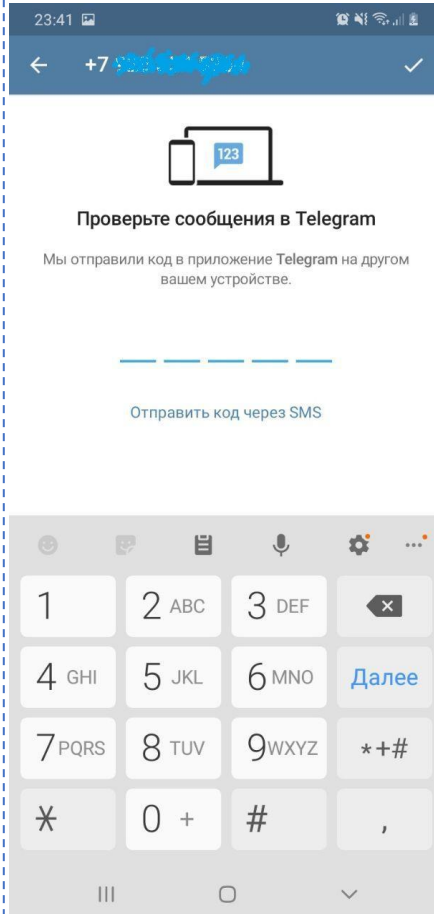 23:41
+7
123
Проверьте сообщения в Telegram
Мы отправили код в приложение Telegram на другом
вашем устройстве.
Отправить код через SMS
1 2 ABC 3 DEF
4 GHI 5 JKL 6 MNO Далее
7 PQRS 8 TUV 9 WXYZ *+#
* 0 + # ,